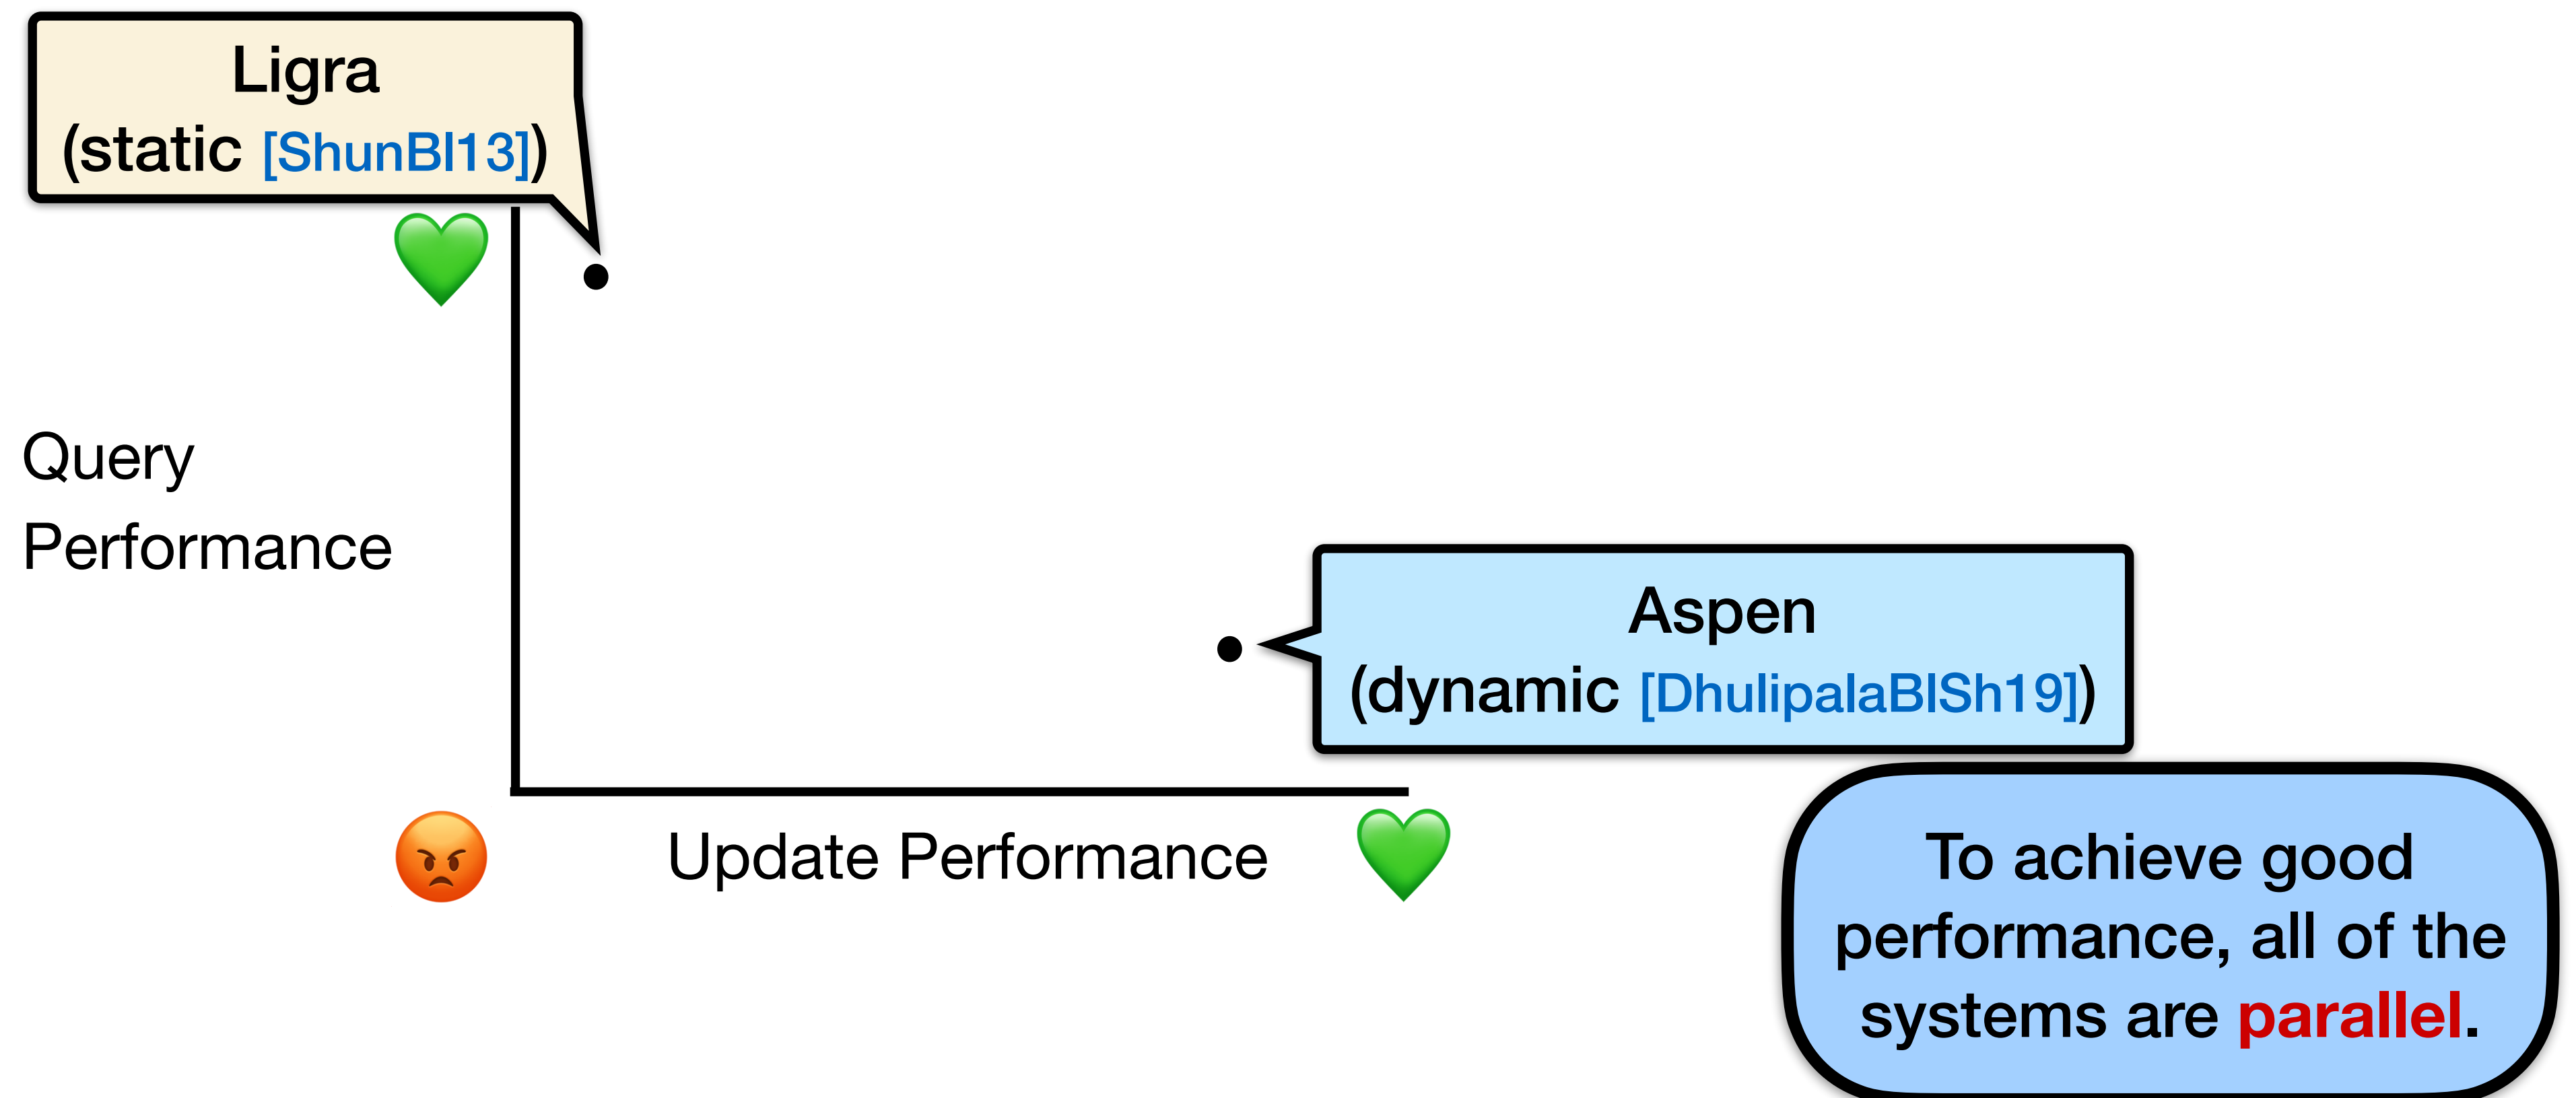 Ligra
(static [ShunBl13])
Query
Performance
Aspen
(dynamic [DhulipalaBlSh19])
Update Performance
To achieve good
performance, all of the
systems are parallel.